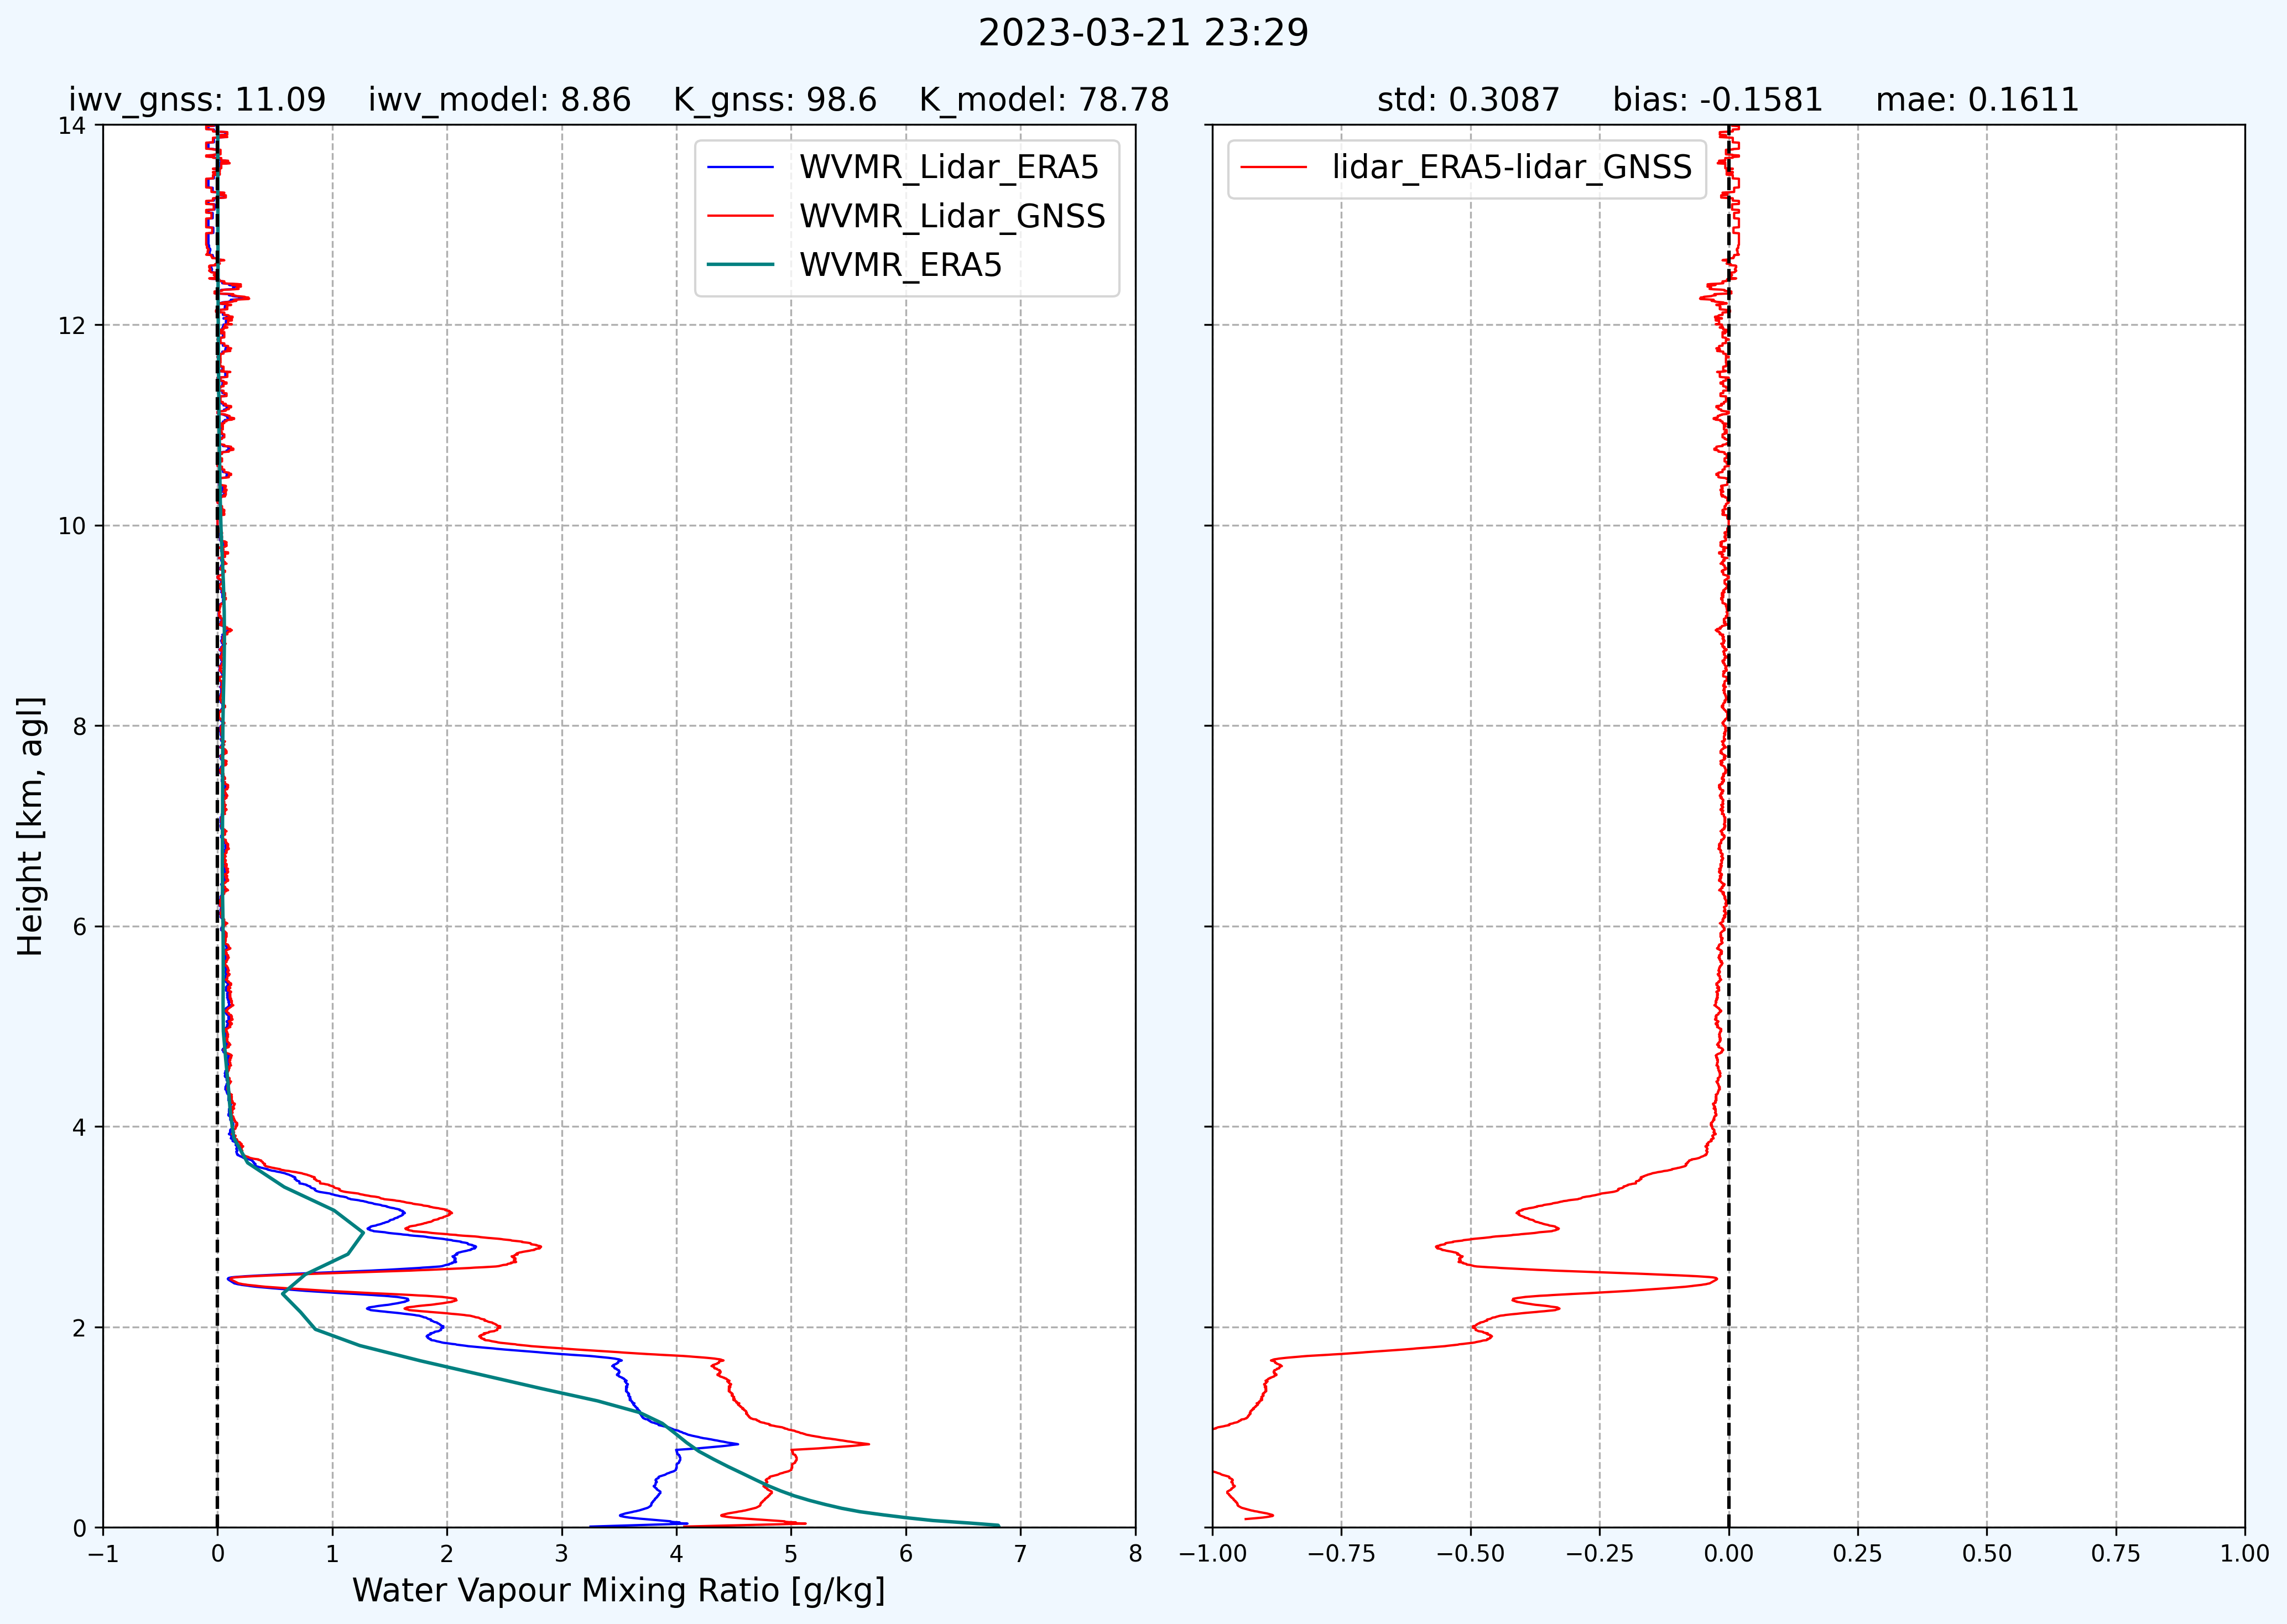 2023-03-21 23:29
iwv_gnss: 11.09 iwv_model: 8.86 K_gnss: 98.6 K_model: 78.78
std: 0.3087 bias: -0.1581 mae: 0.1611
WVMR_Lidar_ERA5
WVMR_Lidar_GNSS
WVMR_ERA5
lidar_ERA5-lidar_GNSS
Height [km, agl]
14
12
10
8
6
4
2
0
−1 0 1 2 3 4 5 6 7 8
−1.00 −0.75 −0.50 −0.25 0.00 0.25 0.50 0.75 1.00
Water Vapour Mixing Ratio [g/kg]